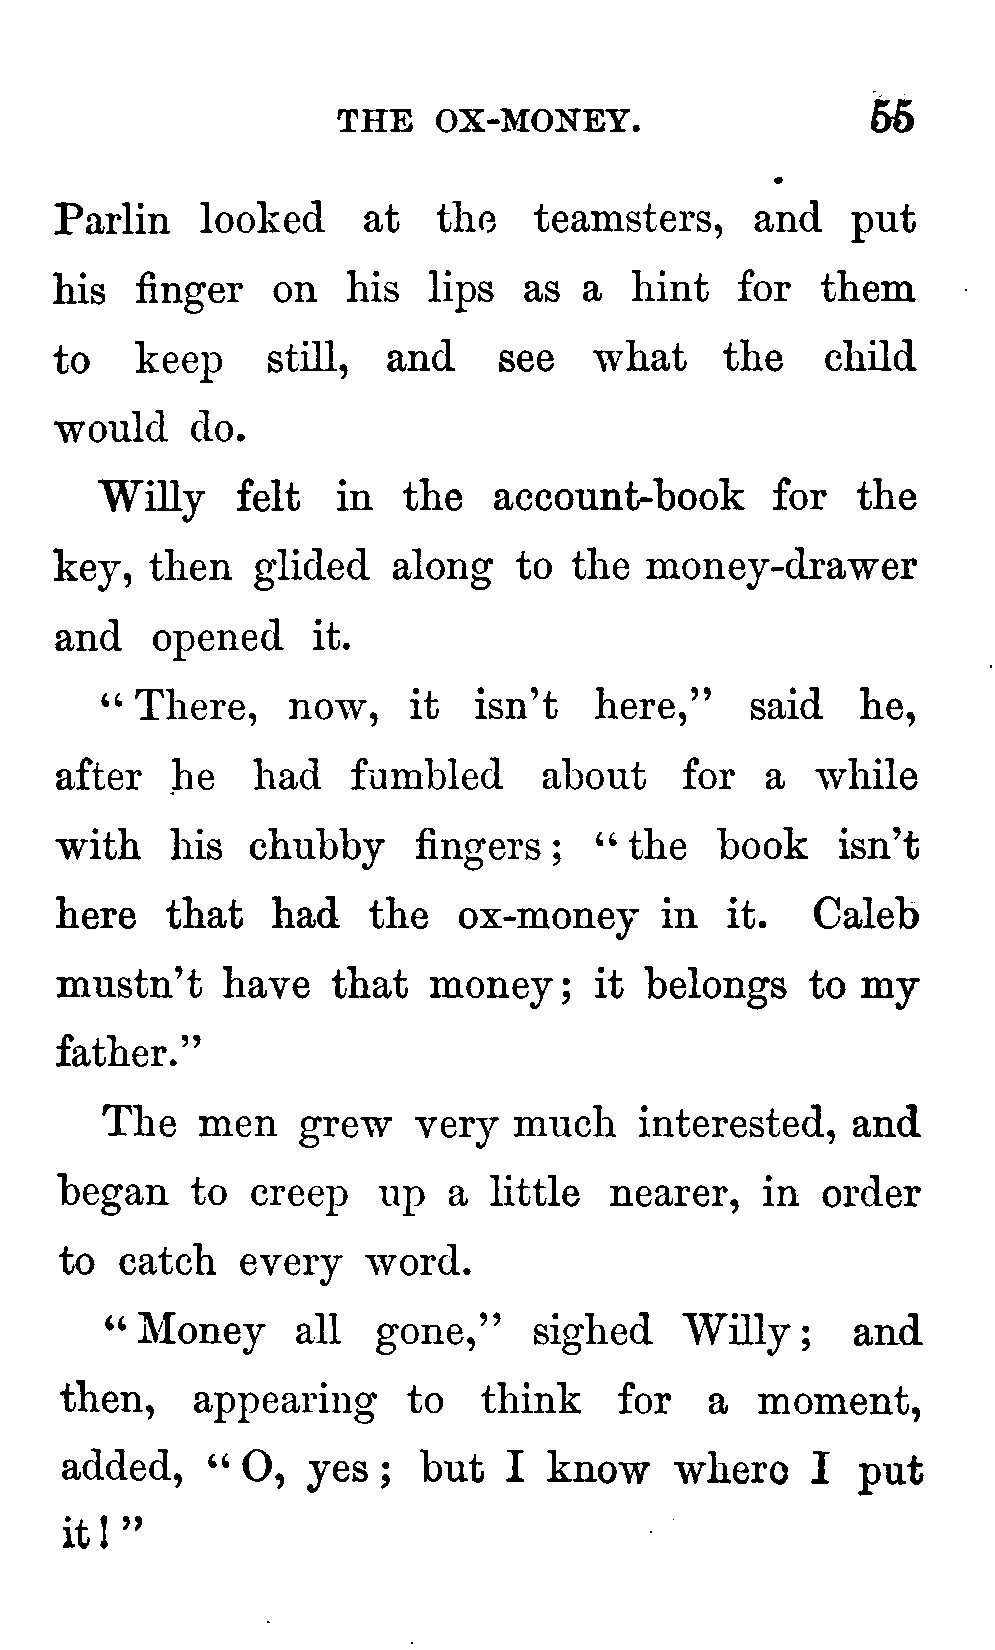 THE OX-MONEY. 55
Parlin looked at the teamsters, and put
his finger on his lips as a hint for them
to keep still, and see what the child
would do.
Willy felt in the account-book for the
key, then glided along to the money-drawer
and opened it.
“There, now, it isn’t here,” said he,
after he had fumbled about for a while
with his chubby fingers; “the book isn’t
here that had the ox-money in it. Caleb
mustn’t have that money; it belongs to my
father.”
The men grew very much interested, and
began to creep up a little nearer, in order
to catch every word.
“Money all gone,” sighed Willy; and
then, appearing to think for a moment,
added, “O, yes; but I know where I put
it!”